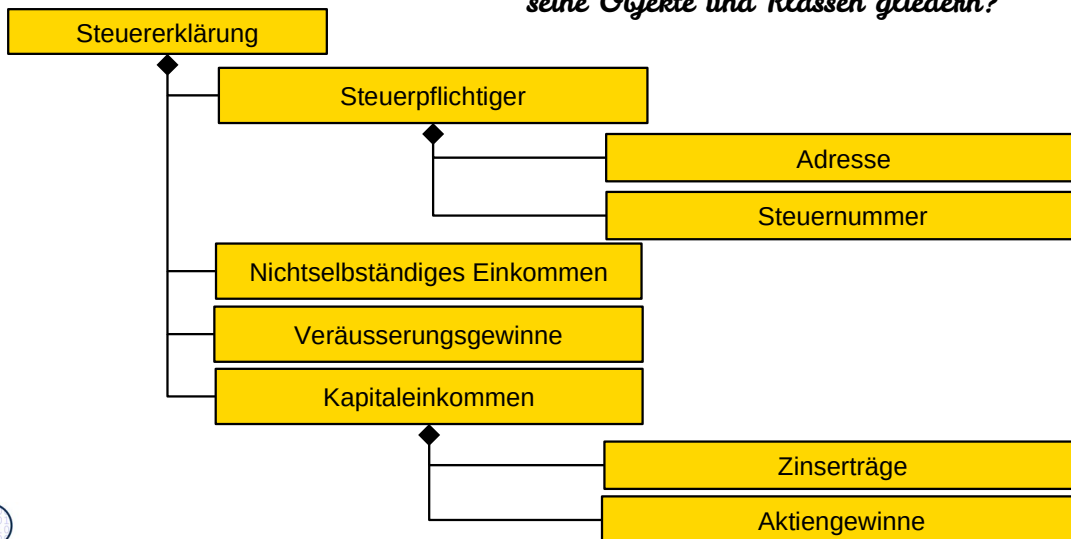 seine Objekte und Klassen gliedern?
Steuererklärung
Steuerpflichtiger
Adresse
Steuernummer
Nichtselbständiges Einkommen
Veräusserungsgewinne
Kapitaleinkommen
Zinserträge
Aktiengewinne